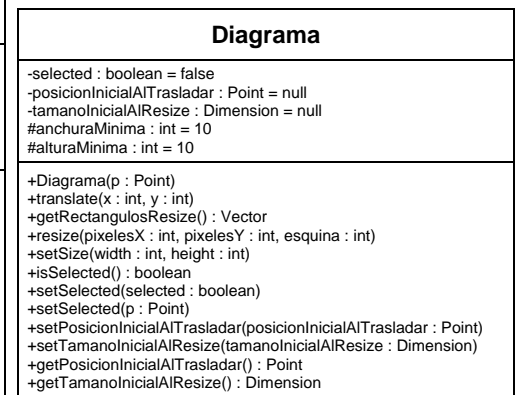 Diagrama
-selected : boolean = false
-posicionInicialAlTrasladar : Point = null
-tamanoInicialAlResize : Dimension = null
#anchuraMinima : int = 10
#alturaMinima : int = 10
+Diagrama(p : Point)
+translate(x : int, y : int)
+getRectangulosResize() : Vector
+resize(pixelesX : int, pixelesY : int, esquina : int)
+setSize(width : int, height : int)
+isSelected() : boolean
+setSelected(selected : boolean)
+setSelected(p : Point)
+setPosicionInicialAlTrasladar(posicionInicialAlTrasladar : Point)
+setTamanoInicialAlResize(tamanoInicialAlResize : Dimension)
+getPosicionInicialAlTrasladar() : Point
+getTamanoInicialAlResize() : Dimension